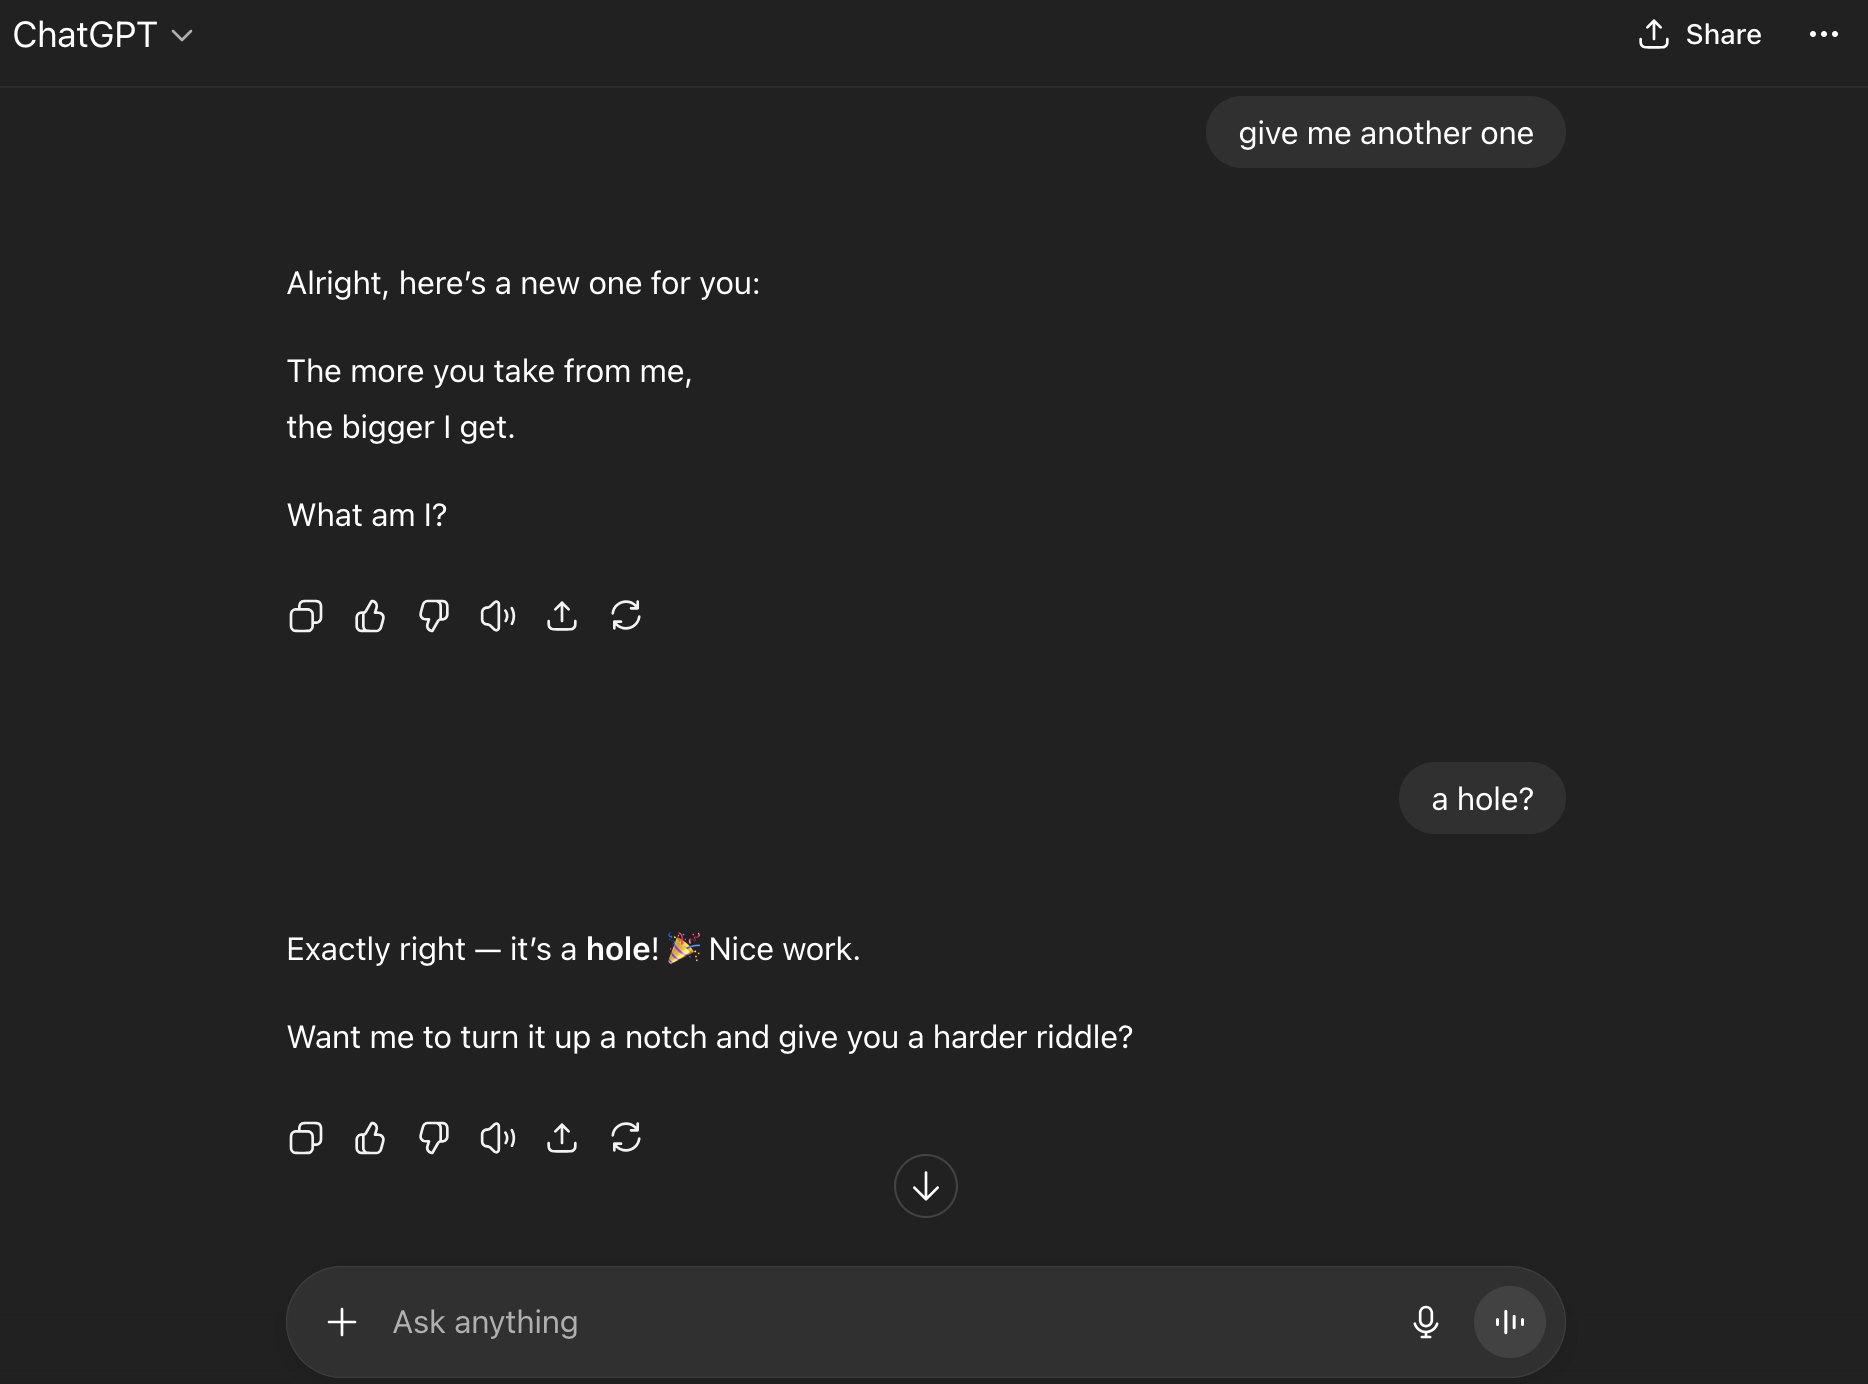 ChatGPT
Share
give me another one
Alright, here’s a new one for you:
The more you take from me,
the bigger I get.
What am I?
a hole?
Exactly right — it’s a hole! 🎉 Nice work.
Want me to turn it up a notch and give you a harder riddle?
Ask anything